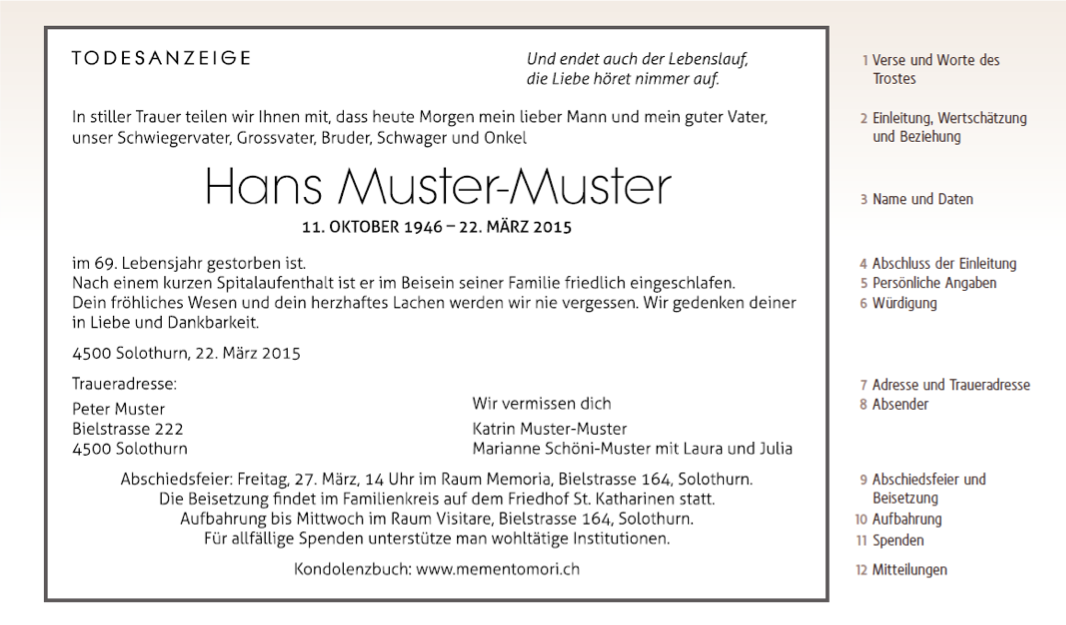 TODESANZEIGE
Und endet auch der Lebenslauf,
die Liebe höret nimmer auf.
In stiller Trauer teilen wir Ihnen mit, dass heute Morgen mein lieber Mann und mein guter Vater,
unser Schwiegervater, Grossvater, Bruder, Schwager und Onkel
Hans Muster-Muster
11. OKTOBER 1946 – 22. MÄRZ 2015
im 69. Lebensjahr gestorben ist.
Nach einem kurzen Spitalaufenthalt ist er im Beisein seiner Familie friedlich eingeschlafen.
Dein fröhliches Wesen und dein herzhaftes Lachen werden wir nie vergessen. Wir gedenken deiner
in Liebe und Dankbarkeit.
4500 Solothurn, 22. März 2015
Traueradresse:
Peter Muster
Bielstrasse 222
4500 Solothurn
Wir vermissen dich
Katrin Muster-Muster
Marianne Schöni-Muster mit Laura und Julia
Abschiedsfeier: Freitag, 27. März, 14 Uhr im Raum Memoria, Bielstrasse 164, Solothurn.
Die Beisetzung findet im Familienkreis auf dem Friedhof St. Katharinen statt.
Aufbahrung bis Mittwoch im Raum Visitare, Bielstrasse 164, Solothurn.
Für allfällige Spenden unterstütze man wohltätige Institutionen.
Kondolenzbuch: www.mementomori.ch
1 Verse und Worte des
Trostes
2 Einleitung, Wertschätzung
und Beziehung
3 Name und Daten
4 Abschluss der Einleitung
5 Persönliche Angaben
6 Würdigung
7 Adresse und Traueradresse
8 Absender
9 Abschiedsfeier und
Beisetzung
10 Aufbahrung
11 Spenden
12 Mitteilungen